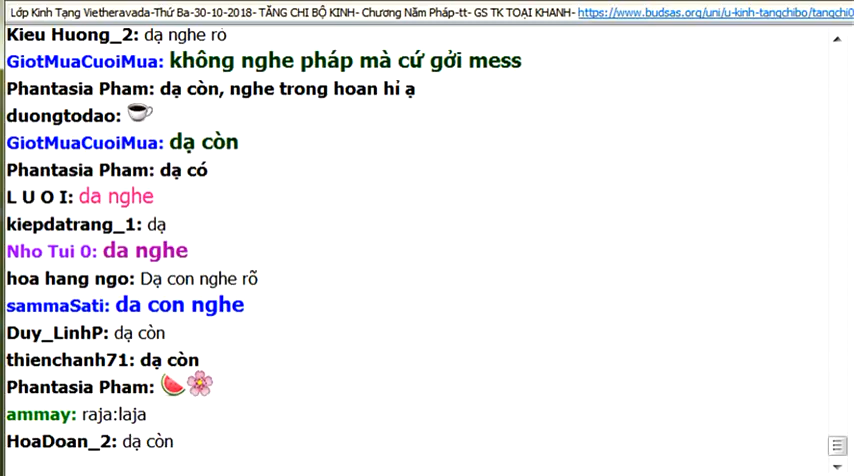 Lớp Kinh Tạng Vietheravada-Thứ Ba-30-10-2018- TĂNG CHI BỘ KINH- Chương Năm Pháp-tt- GS TK TOẠI KHANH- https://www.budsas.org/uni/u-kinh-tangchibo/tangchi0
Kieu Huong_2: dạ nghe rõ
GiotMuaCuoiMua: không nghe pháp mà cứ gởi mess
Phantasia Pham: dạ còn, nghe trong hoan hỉ ạ
duongtodao:
GiotMuaCuoiMua: dạ còn
Phantasia Pham: dạ có
L U O I: da nghe
kiepdatrang_1: dạ
Nho Tui 0: da nghe
hoa hang ngo: Dạ con nghe rõ
sammaSati: da con nghe
Duy_LinhP: dạ còn
thienchanh71: dạ còn
Phantasia Pham:
ammay: raja:laja
HoaDoan_2: dạ còn